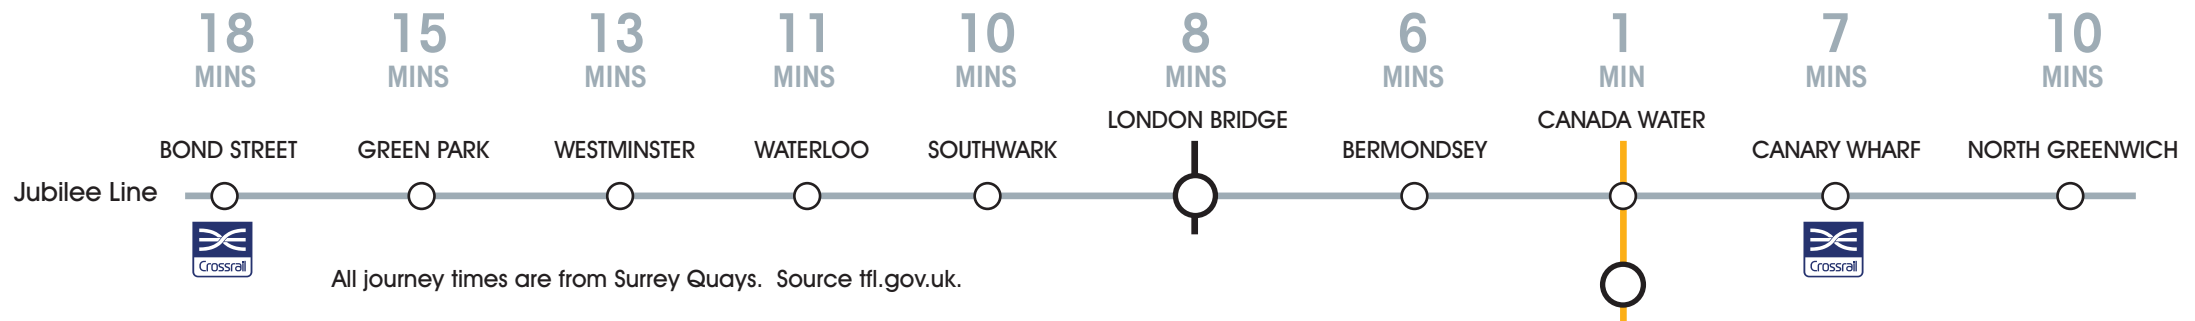 18 15 13 11 10 8 6 1 7 10
MINS MINS MINS MINS MINS MINS MINS MIN MINS MINS
LONDON BRIDGE CANADA WATER
BOND STREET GREEN PARK WESTMINSTER WATERLOO SOUTHWARK BERMONDSEY CANARY WHARF NORTH GREENWICH
Jubilee Line
Crossrail Crossrail
All journey times are from Surrey Quays. Source tfl.gov.uk.